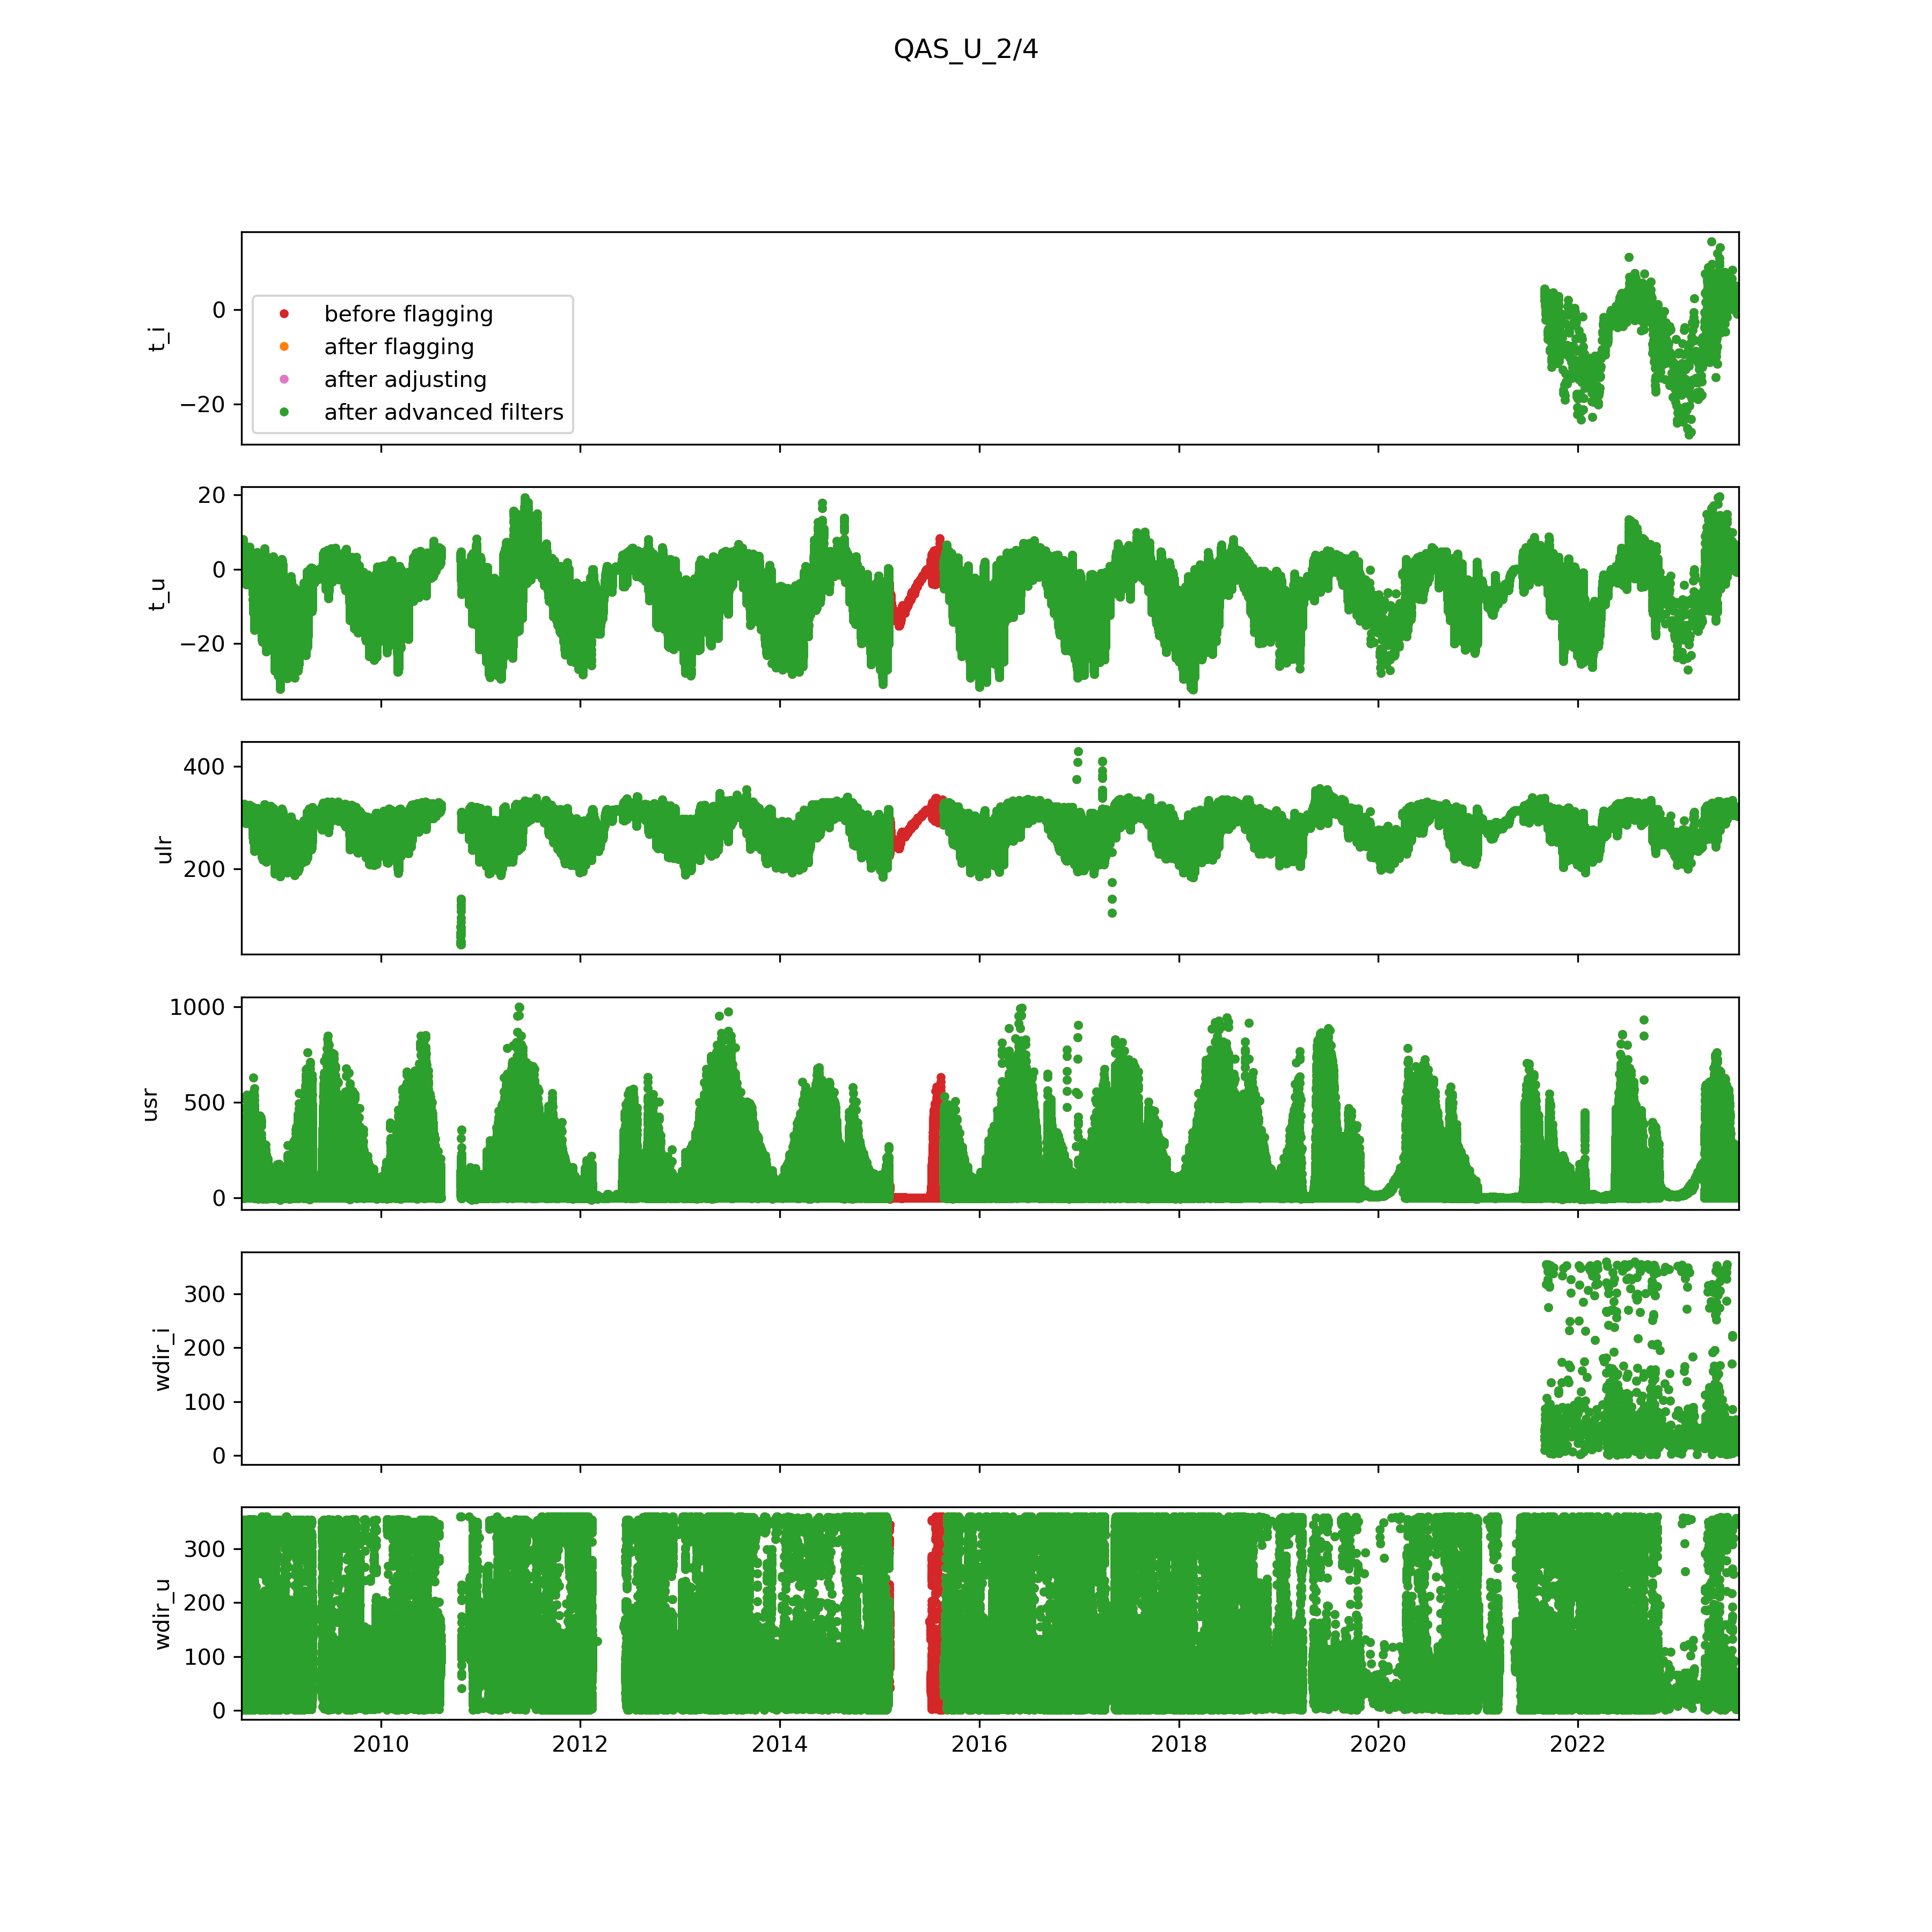 QAS_U_2/4
t_i
0
−20
before flagging
after flagging
after adjusting
after advanced filters
t_u
20
0
−20
ulr
400
200
usr
1000
500
0
wdir_i
300
200
100
0
wdir_u
300
200
100
0
2010 2012 2014 2016 2018 2020 2022